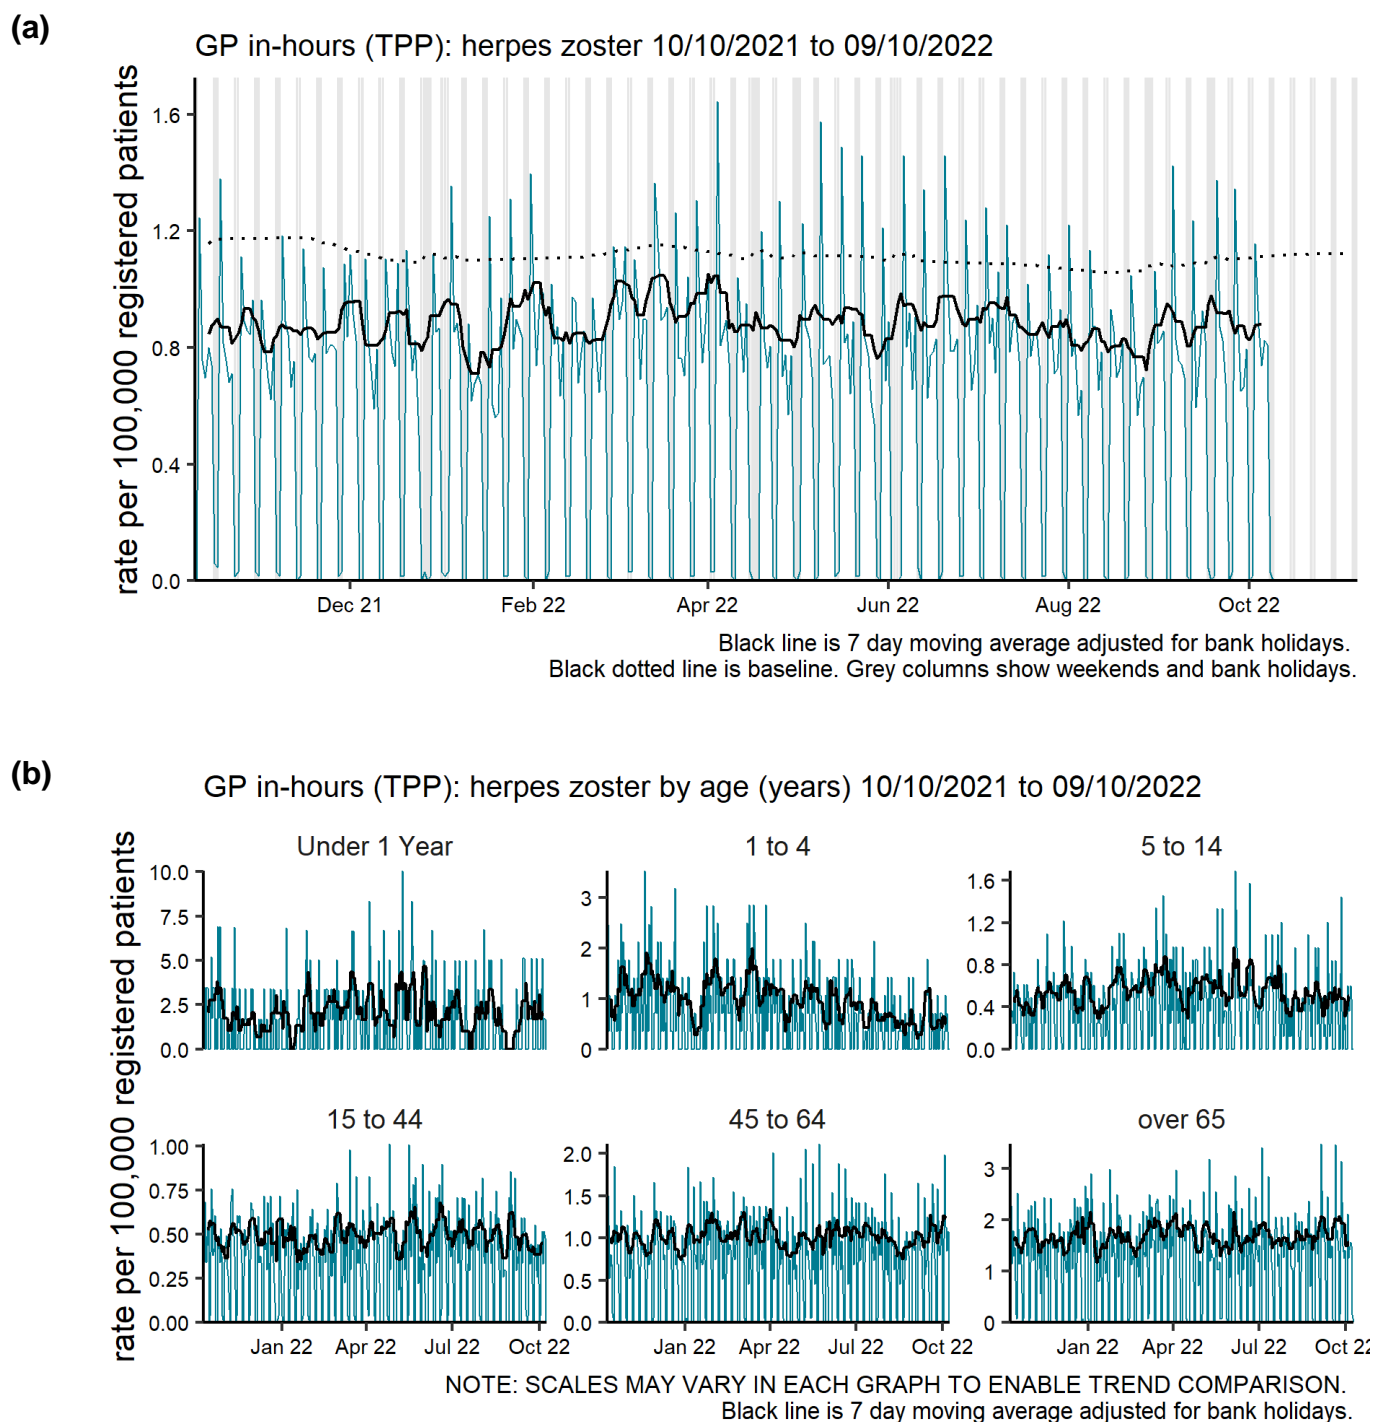 (a)
GP in-hours (TPP): herpes zoster 10/10/2021 to 09/10/2022
rate per 100,000 registered patients
1.6
1.2
0.8
0.4
0.0
Dec 21 Feb 22 Apr 22 Jun 22 Aug 22 Oct 22
Black line is 7 day moving average adjusted for bank holidays.
Black dotted line is baseline. Grey columns show weekends and bank holidays.
(b)
GP in-hours (TPP): herpes zoster by age (years) 10/10/2021 to 09/10/2022
rate per 100,000 registered patients
Under 1 Year
10.0
7.5
5.0
2.5
0.0
1 to 4
3
2
1
0
5 to 14
1.6
1.2
0.8
0.4
0.0
15 to 44
1.00
0.75
0.50
0.25
0.00
Jan 22 Apr 22 Jul 22 Oct 22
45 to 64
2.0
1.5
1.0
0.5
0.0
Jan 22 Apr 22 Jul 22 Oct 22
over 65
3
2
1
0
Jan 22 Apr 22 Jul 22 Oct 22
NOTE: SCALES MAY VARY IN EACH GRAPH TO ENABLE TREND COMPARISON.
Black line is 7 day moving average adjusted for bank holidays.